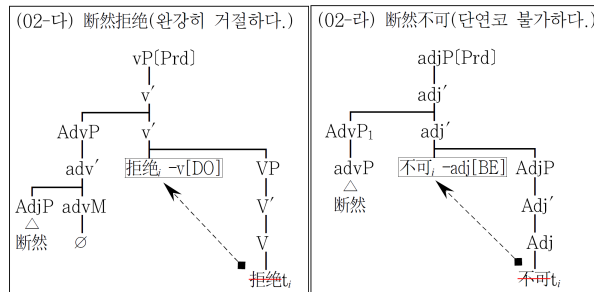 (02-다) 断然拒绝(완강히 거절하다.)
vP[Prd]
v′
AdvP
v′
adv′
拒绝i -v[DO]
VP
AdjP
advM
V′
断然
∅
V
拒绝ti
(02-라) 断然不可(단연코 불가하다.)
adjP[Prd]
adj′
AdvP1
adj′
advP
不可i -adj[BE]
AdjP
断然
Adj′
Adj
不可ti